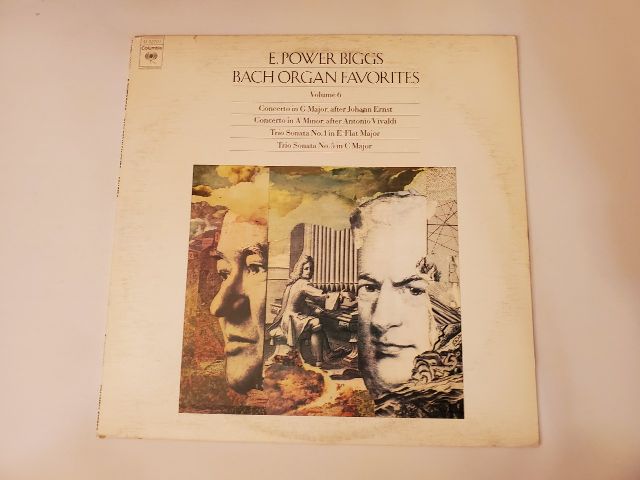 Columbia
E. POWER BIGGS
BACH ORGAN FAVORITES
Volume 6
Concerto in G Major, after Johann Ernst
Concerto in A Minor, after Antonio Vivaldi
Trio Sonata No. 1 in E-Flat Major
Trio Sonata No. 5 in C Major